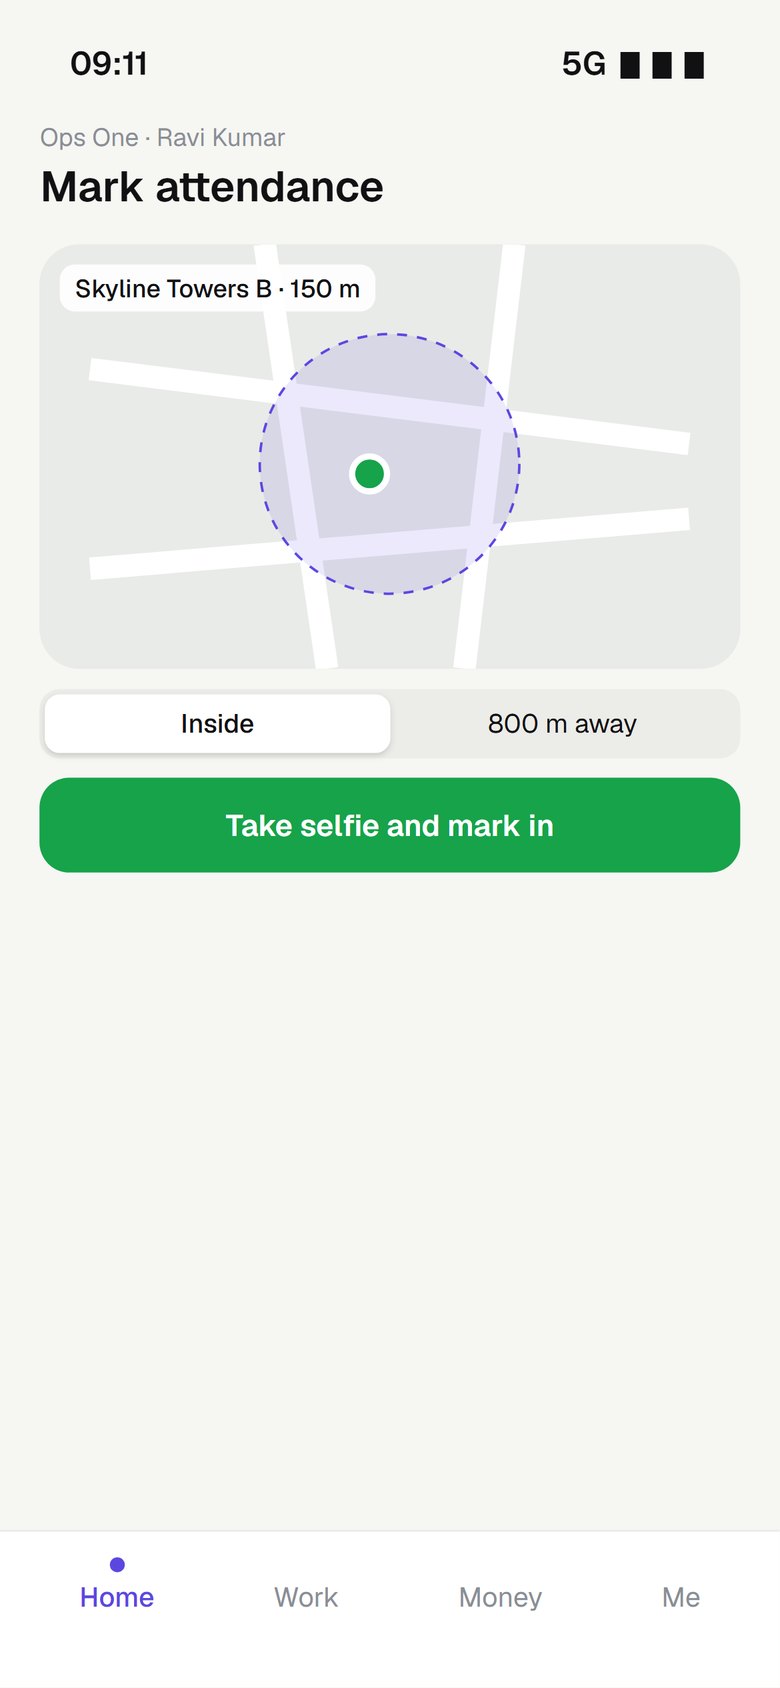 09:11
5G
Ops One · Ravi Kumar
Mark attendance
Skyline Towers B · 150 m
Inside
800 m away
Take selfie and mark in
Home
Work
Money
Me